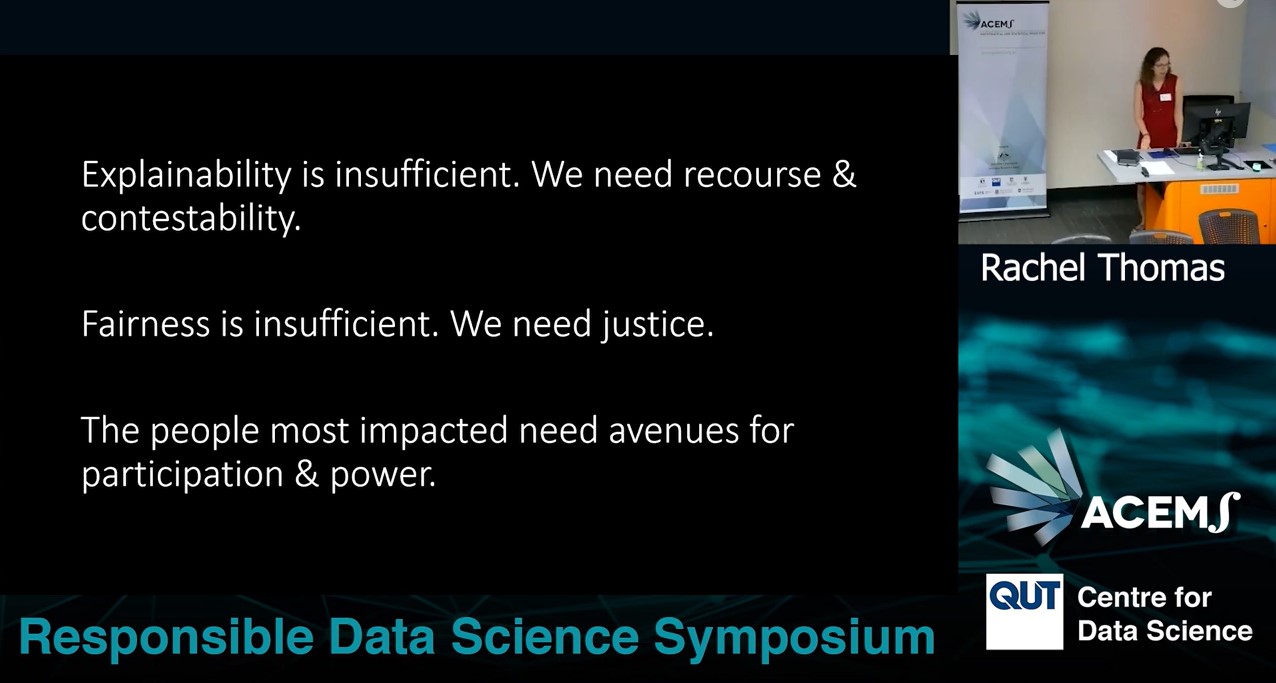 Explainability is insufficient. We need recourse &
contestability.
Fairness is insufficient. We need justice.
The people most impacted need avenues for
participation & power.
ACEMS
Rachel Thomas
ACEMS
QUT
Centre for
Data Science
Responsible Data Science Symposium